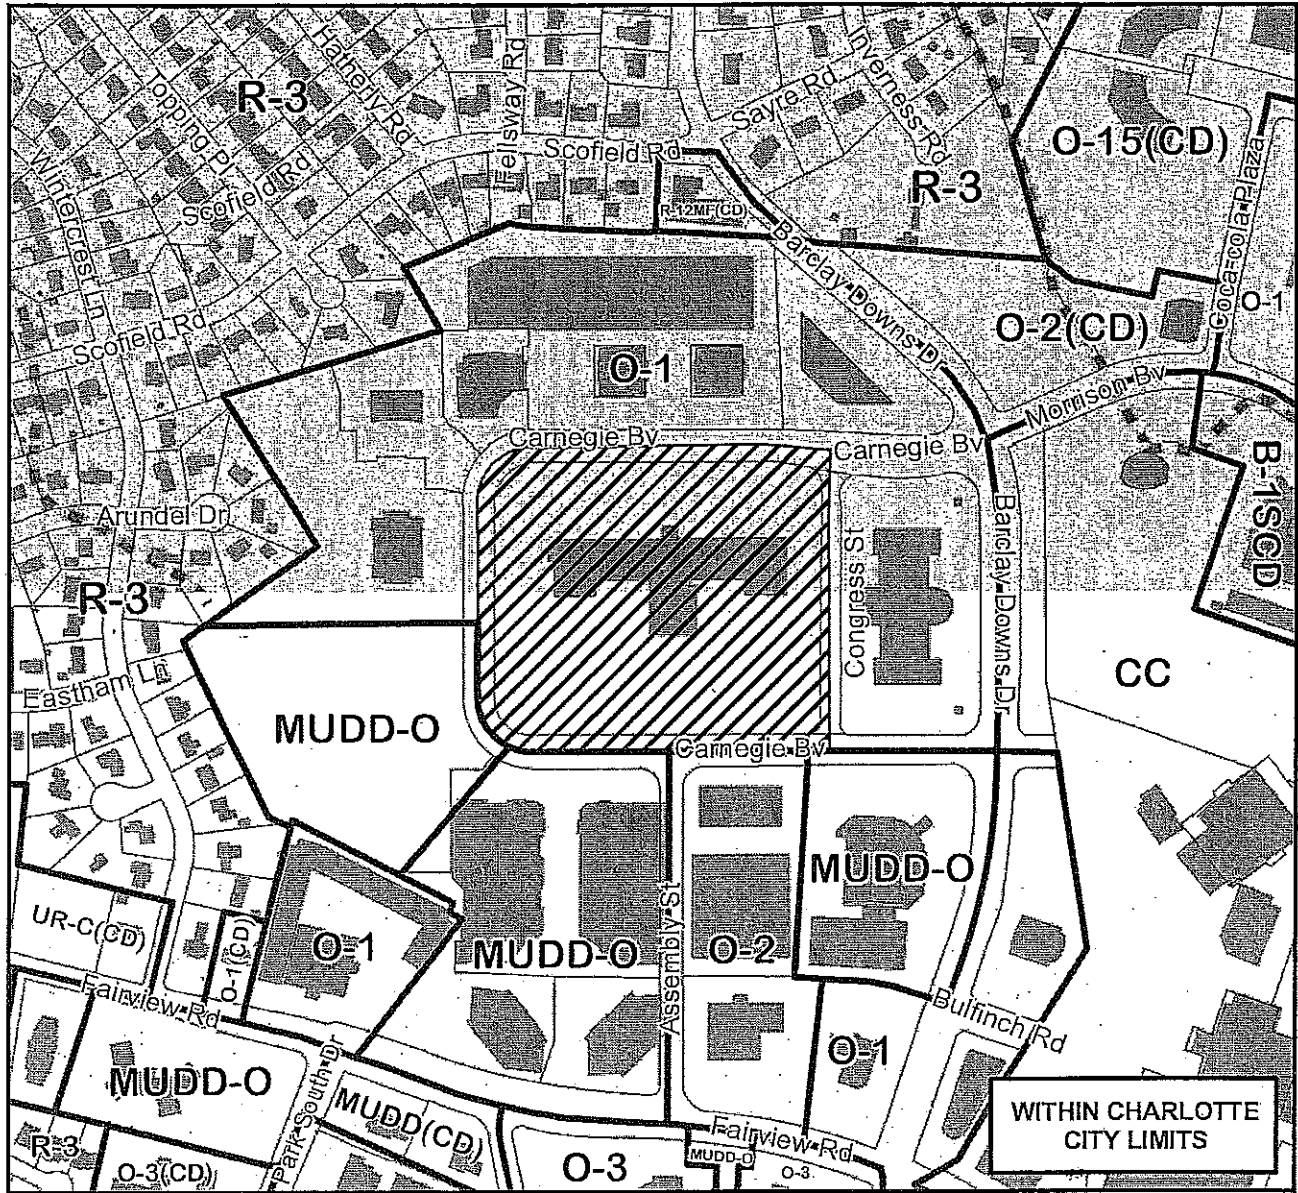 Hatherly Rd
Fellsway Rd
Inverness Rd
Sayre Rd
R-3
Topping Pl
O-15(CD)
Scofield Rd
Wintercrest Ln
Scofield Rd
R-3
Coca-cola Plaza
R-12MF(CD)
Barclay Downs Dr
O-1
O-2(CD)
Scofield Rd
O-1
Morrison Bv
Carnegie Bv
Carnegie Bv
B-1SCD
Arundel Dr
Barclay Downs Dr
Congress St
R-3
CC
Eastham Ln
MUDD-O
Carnegie Bv
MUDD-O
UR-C(CD)
O-1(CD)
O-1
MUDD-O
Assembly St
O-2
Fairview Rd
Bulfinch Rd
O-1
MUDD-O
Park South Dr
MUDD(CD)
WITHIN CHARLOTTE
CITY LIMITS
Fairview Rd
R-3
O-3(CD)
O-3
MUDD-O
O-3